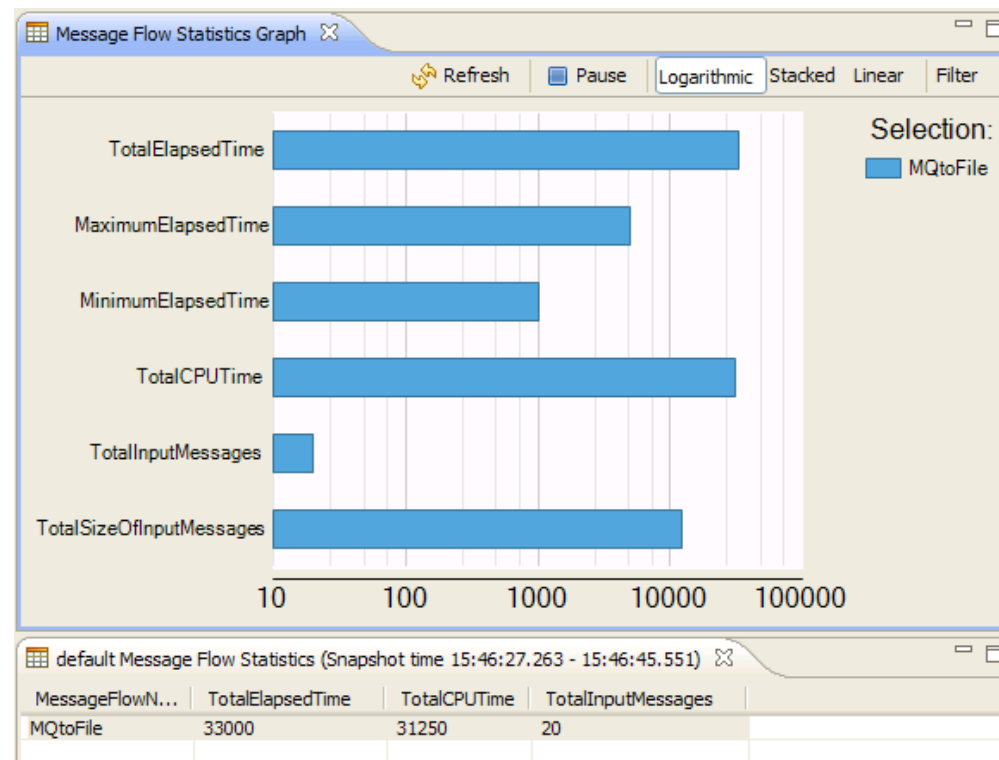 Message Flow Statistics Graph
Refresh Pause Logarithmic Stacked Linear Filter
Selection:
MQtoFile
TotalElapsedTime
MaximumElapsedTime
MinimumElapsedTime
TotalCPUTime
TotalInputMessages
TotalSizeOfInputMessages
10 100 1000 10000 100000
default Message Flow Statistics (Snapshot time 15:46:27.263 - 15:46:45.551)
MessageFlowN... TotalElapsedTime TotalCPUTime TotalInputMessages
MQtoFile 33000 31250 20